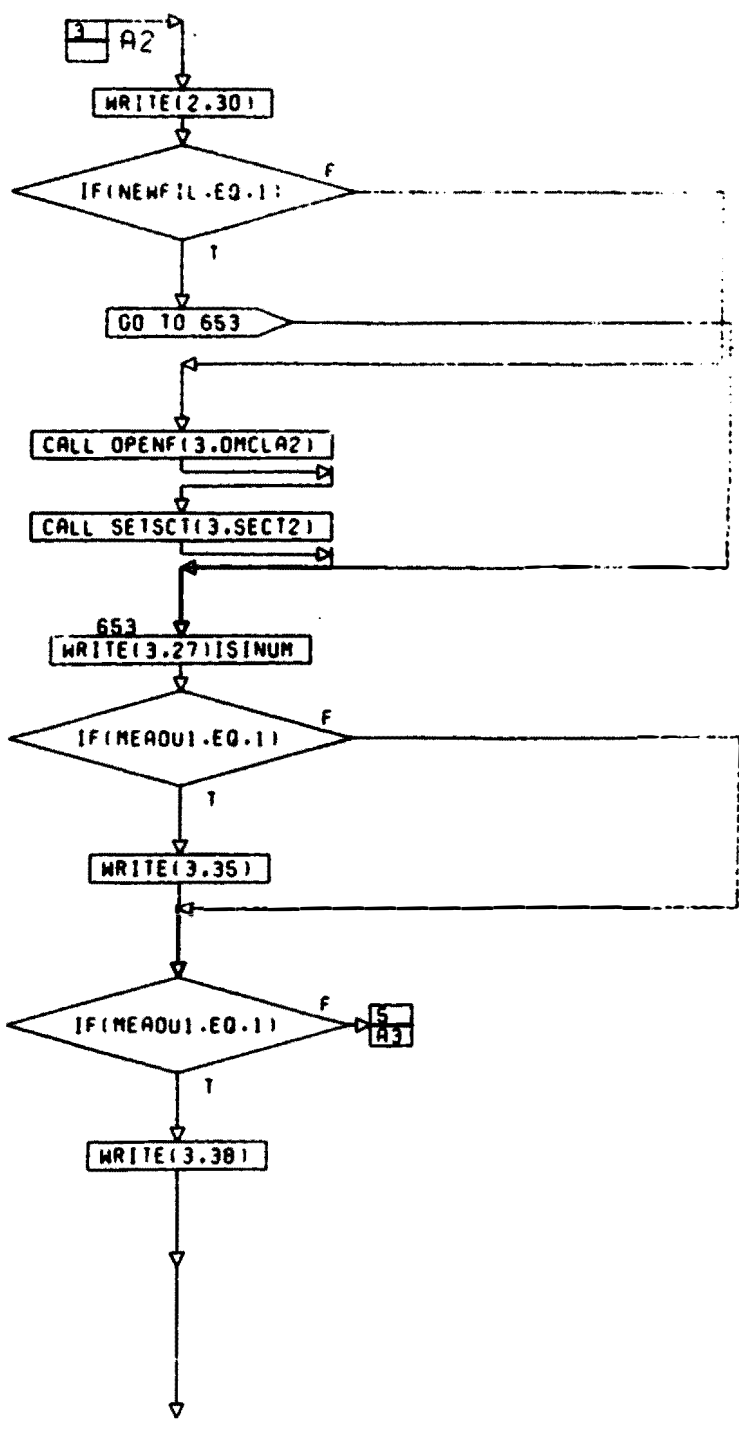 3
A2
WRITE(2.30)
F
IF(NEWFIL.EQ.1)
T
GO TO 653
CALL OPENF(3.DMCLA2)
CALL SETSCT(3.SECT2)
653
WRITE(3.27)ISINUM
F
IF(MEAOU1.EQ.1)
T
WRITE(3.35)
F
IF(MEAOU1.EQ.1)
5
A3
T
WRITE(3.38)